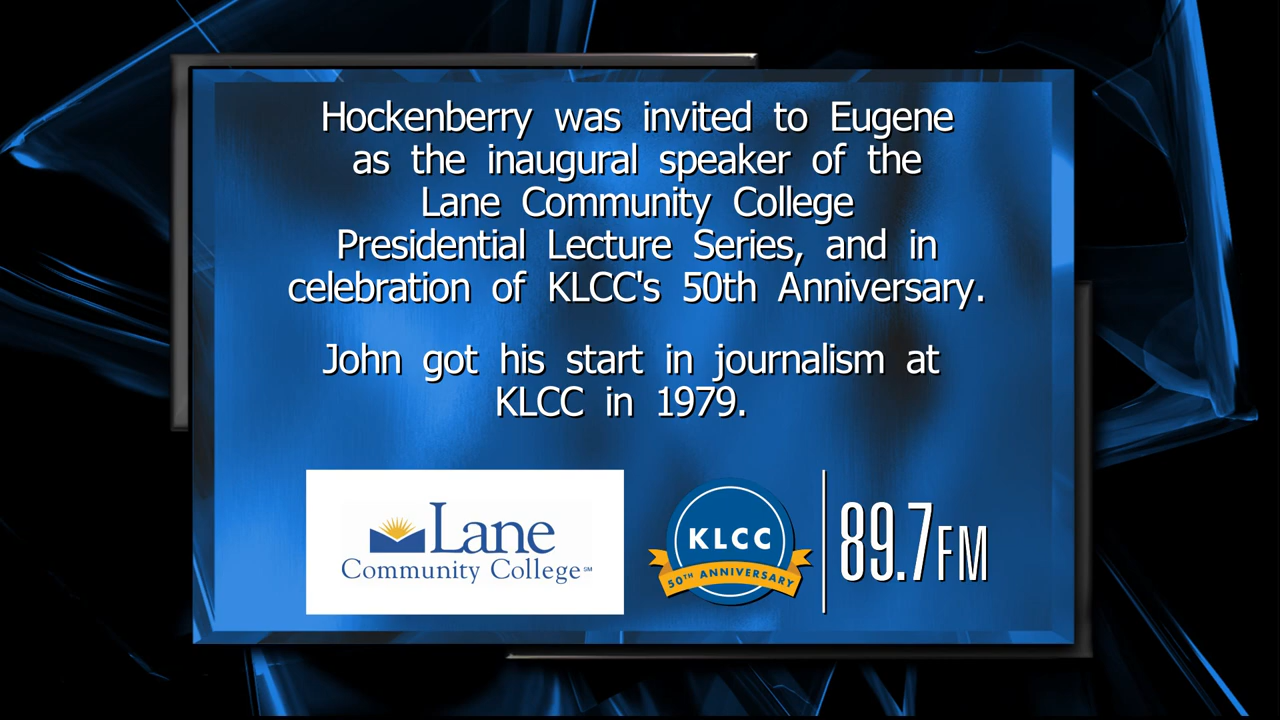 Hockenberry was invited to Eugene
as the inaugural speaker of the
Lane Community College
Presidential Lecture Series, and in
celebration of KLCC's 50th Anniversary.
John got his start in journalism at
KLCC in 1979.
Lane
Community College℠
KLCC
50TH ANNIVERSARY
89.7FM